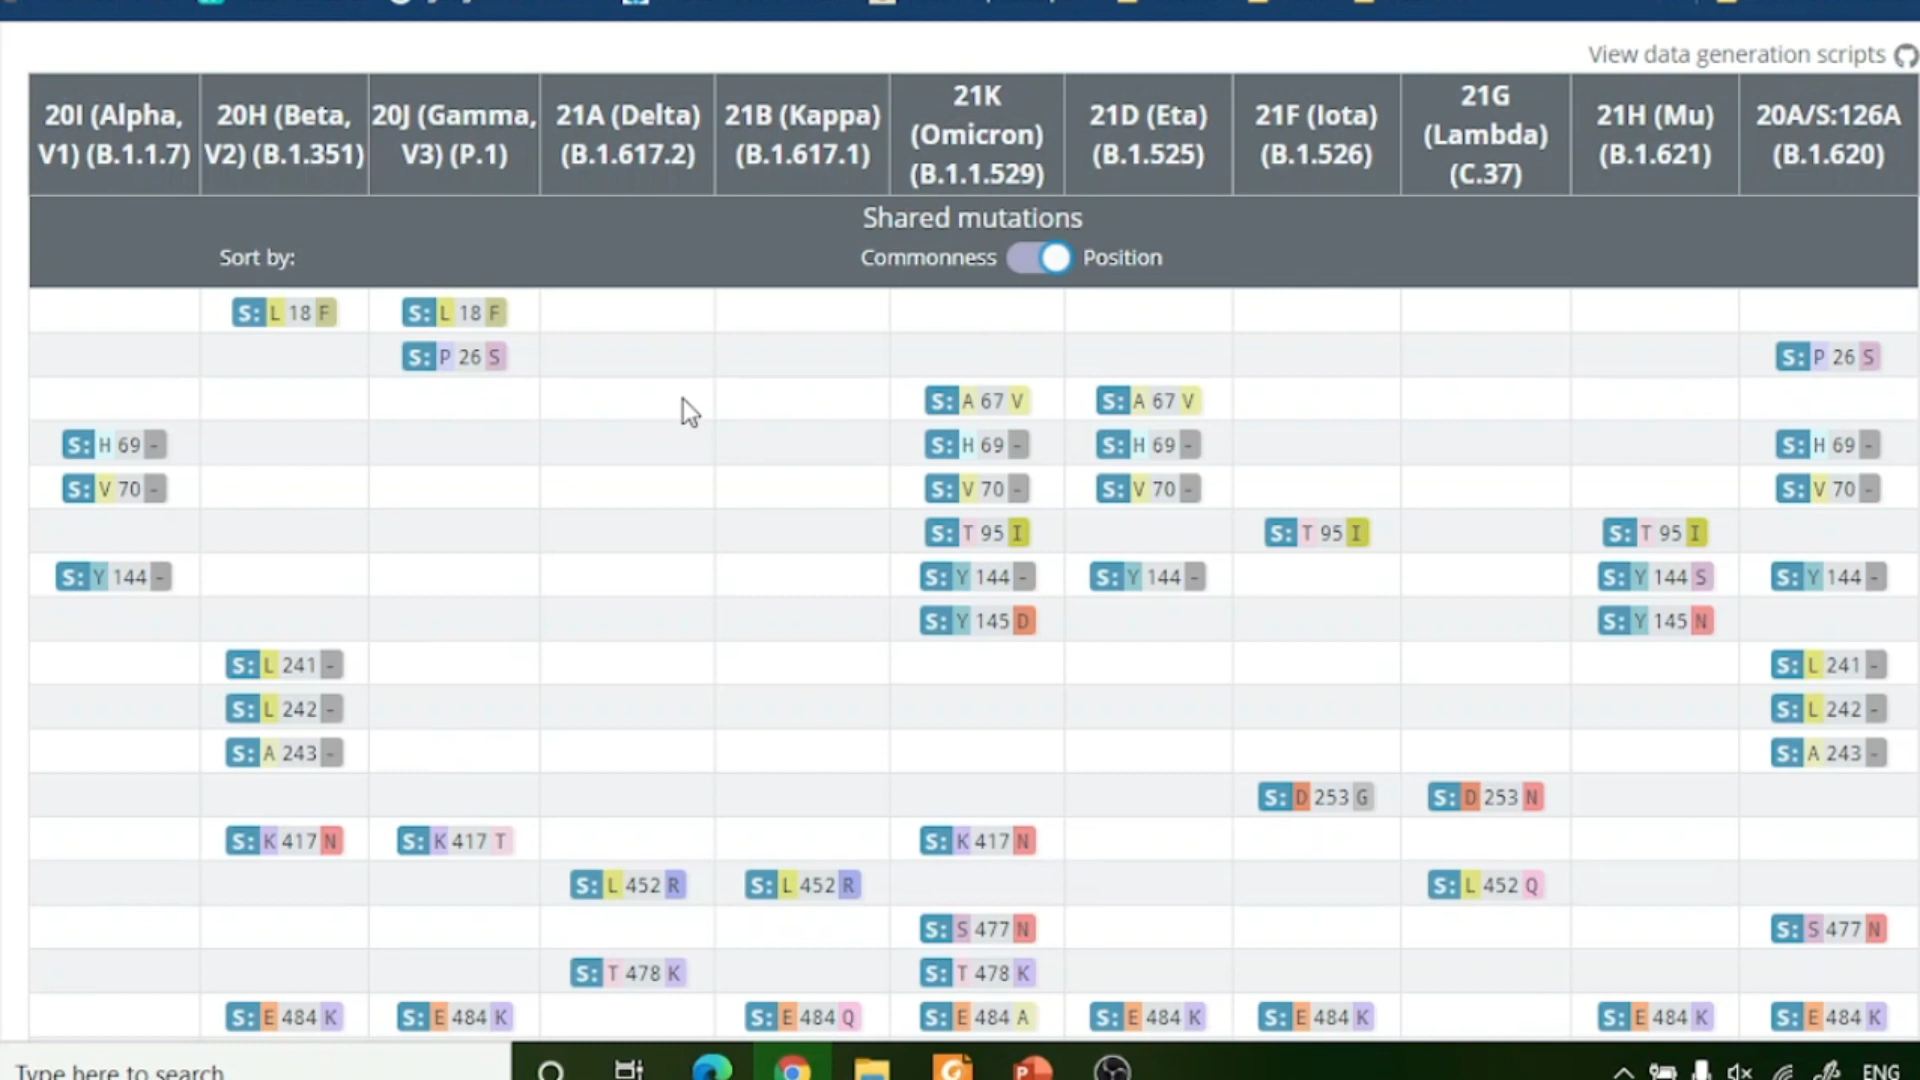 View data generation scripts
20I (Alpha, V1) (B.1.1.7) 20H (Beta, V2) (B.1.351) 20J (Gamma, V3) (P.1) 21A (Delta) (B.1.617.2) 21B (Kappa) (B.1.617.1) 21K (Omicron) (B.1.1.529) 21D (Eta) (B.1.525) 21F (Iota) (B.1.526) 21G (Lambda) (C.37) 21H (Mu) (B.1.621) 20A/S:126A (B.1.620)
Shared mutations
Sort by: Commonness Position
S: L 18 F S: L 18 F
S: P 26 S S: P 26 S
S: A 67 V S: A 67 V
S: H 69 - S: H 69 - S: H 69 - S: H 69 -
S: V 70 - S: V 70 - S: V 70 - S: V 70 -
S: T 95 I S: T 95 I S: T 95 I
S: Y 144 - S: Y 144 - S: Y 144 - S: Y 144 S S: Y 144 -
S: Y 145 D S: Y 145 N
S: L 241 - S: L 241 -
S: L 242 - S: L 242 -
S: A 243 - S: A 243 -
S: D 253 G S: D 253 N
S: K 417 N S: K 417 T S: K 417 N
S: L 452 R S: L 452 R S: L 452 Q
S: S 477 N S: S 477 N
S: T 478 K S: T 478 K
S: E 484 K S: E 484 K S: E 484 Q S: E 484 A S: E 484 K S: E 484 K S: E 484 K S: E 484 K
Type here to search ENG